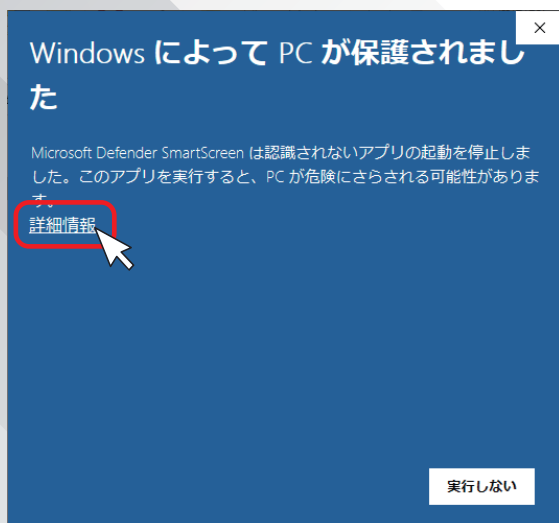 Windows によって PC が保護されまし
た
Microsoft Defender SmartScreen は認識されないアプリの起動を停止しま
した。このアプリを実行すると、PC が危険にさらされる可能性がありま
す。
詳細情報
実行しない